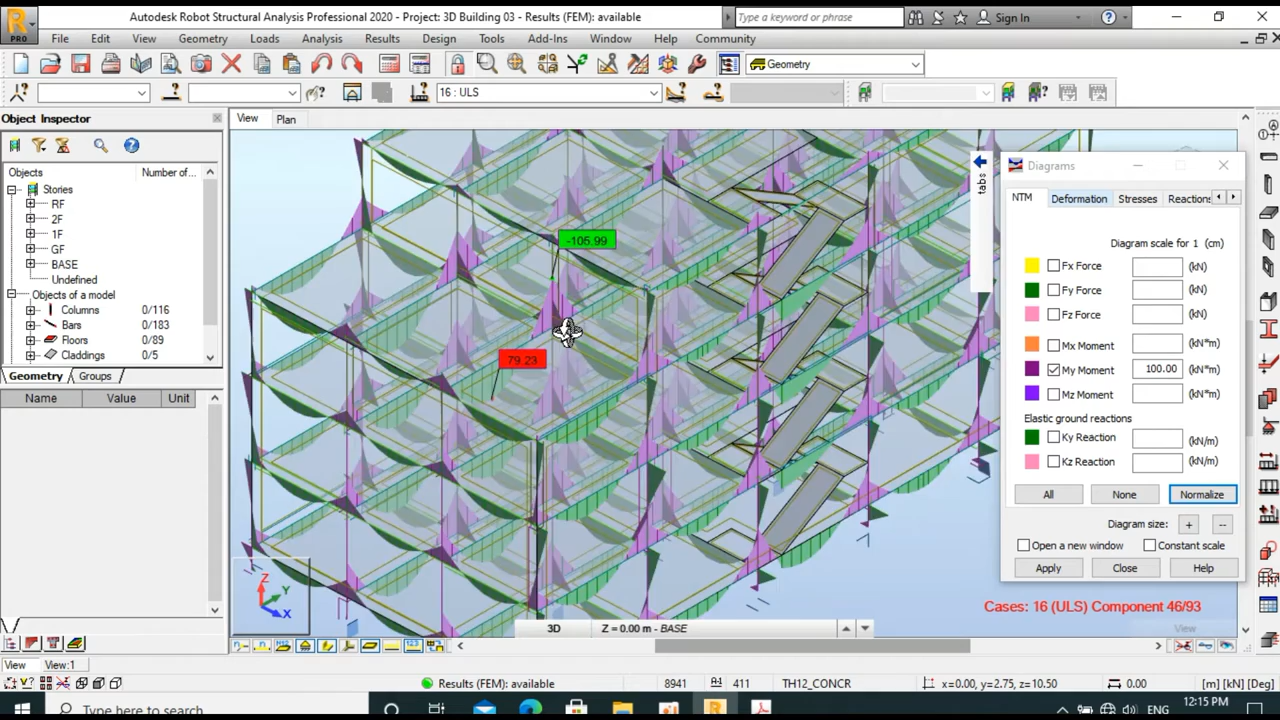 PRO
Autodesk Robot Structural Analysis Professional 2020 - Project: 3D Building 03 - Results (FEM): available
Type a keyword or phrase
Sign In
File Edit View Geometry Loads Analysis Results Design Tools Add-Ins Window Help Community
Geometry
16 : ULS
Object Inspector
Objects Number of...
Stories
RF
2F
1F
GF
BASE
Undefined
Objects of a model
Columns 0/116
Bars 0/183
Floors 0/89
Claddings 0/5
Geometry Groups
Name Value Unit
View Plan
-105.99
79.23
Z
Y
X
tabs
Diagrams
NTM Deformation Stresses Reactions
Diagram scale for 1 (cm)
Fx Force (kN)
Fy Force (kN)
Fz Force (kN)
Mx Moment (kN*m)
My Moment 100.00 (kN*m)
Mz Moment (kN*m)
Elastic ground reactions
Ky Reaction (kN/m)
Kz Reaction (kN/m)
All None Normalize
Diagram size: + --
Open a new window Constant scale
Apply Close Help
Cases: 16 (ULS) Component 46/93
View
3D Z = 0.00 m - BASE
View View:1
Results (FEM): available 8941 411 TH12_CONCR x=0.00, y=2.75, z=10.50 0.00 [m] [kN] [Deg]
Type here to search
ENG
12:15 PM